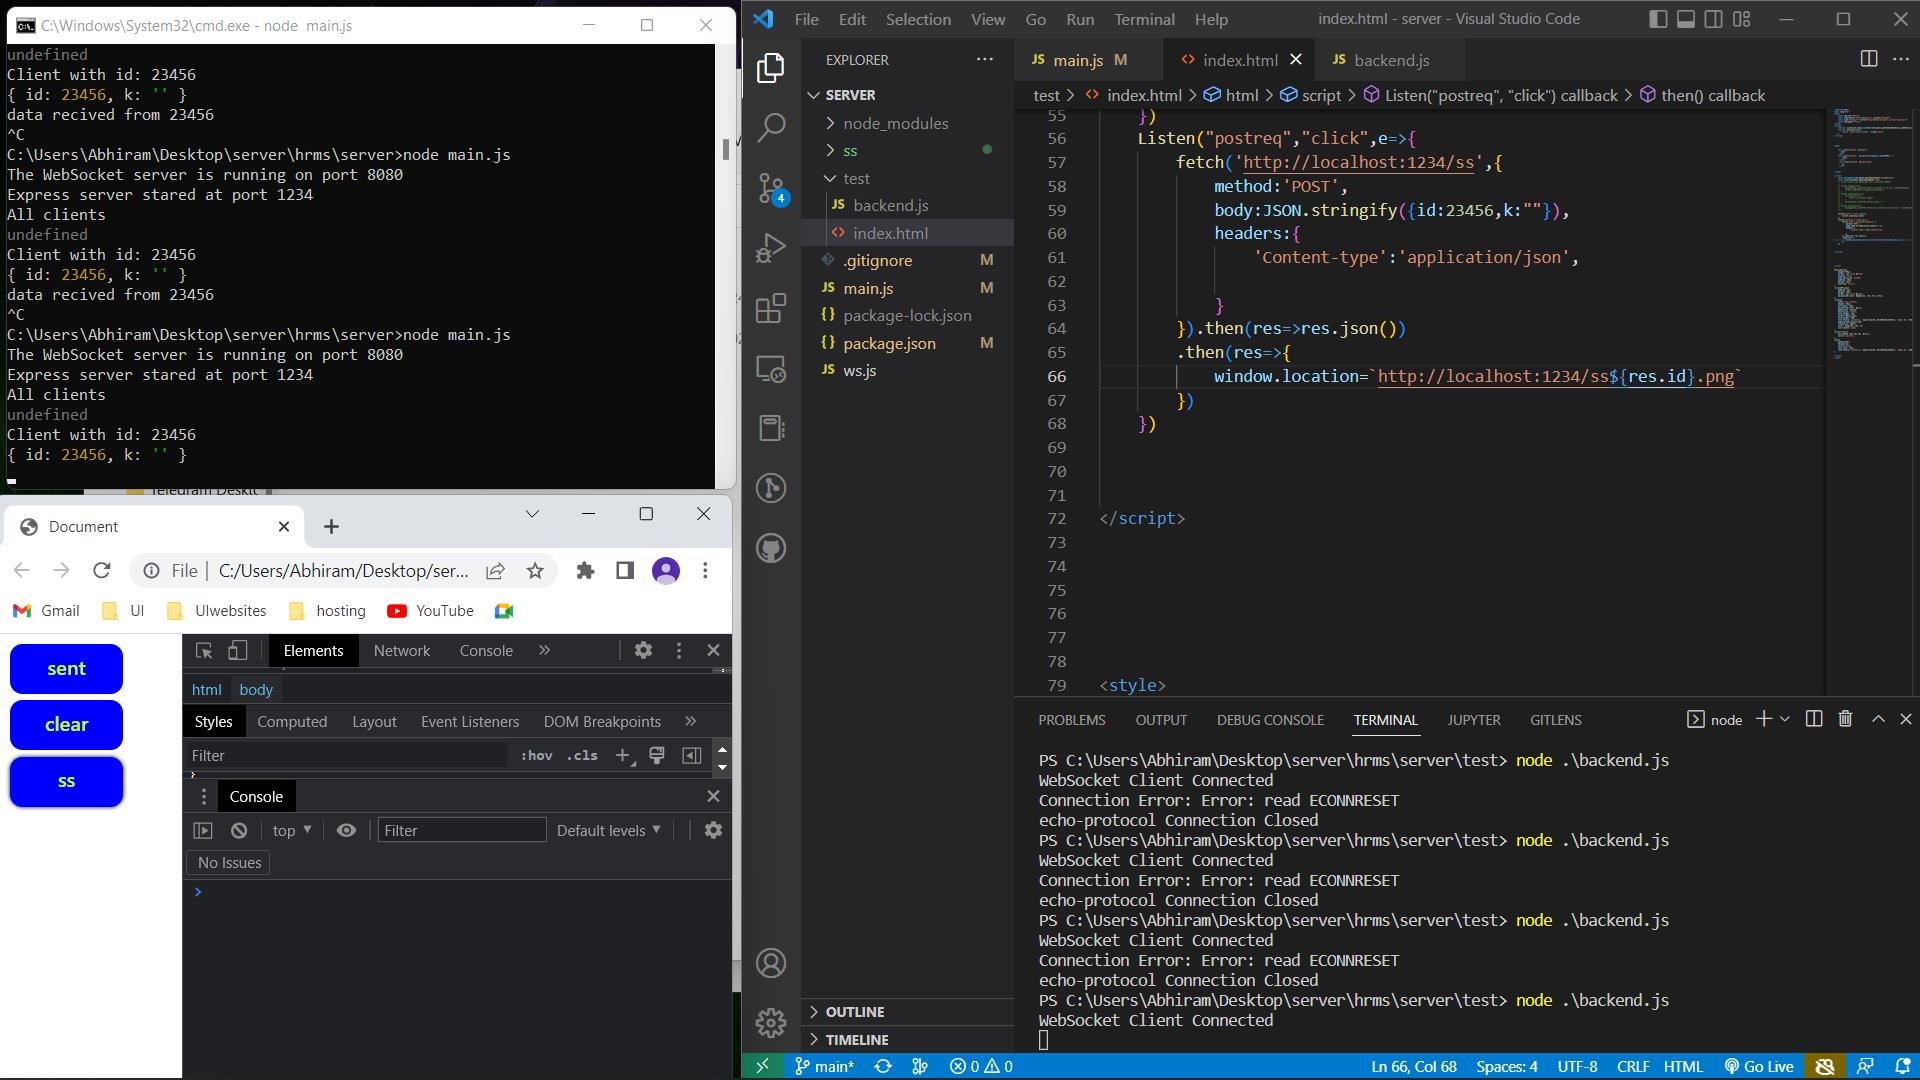 C:\Windows\System32\cmd.exe - node  main.js
undefined
Client with id: 23456
{ id: 23456, k: '' }
data recived from 23456
^C
C:\Users\Abhiram\Desktop\server\hrms\server>node main.js
The WebSocket server is running on port 8080
Express server stared at port 1234
All clients
undefined
Client with id: 23456
{ id: 23456, k: '' }
data recived from 23456
^C
C:\Users\Abhiram\Desktop\server\hrms\server>node main.js
The WebSocket server is running on port 8080
Express server stared at port 1234
All clients
undefined
Client with id: 23456
{ id: 23456, k: '' }
Document
File | C:/Users/Abhiram/Desktop/ser...
Gmail UI UIwebsites hosting YouTube
sent
clear
ss
Elements Network Console
html body
Styles Computed Layout Event Listeners DOM Breakpoints
Filter :hov .cls
Console
top Filter Default levels
No Issues
File Edit Selection View Go Run Terminal Help index.html - server - Visual Studio Code
EXPLORER
SERVER
node_modules
ss
test
backend.js
index.html
.gitignore M
main.js M
package-lock.json
package.json M
ws.js
OUTLINE
TIMELINE
4
main.js M index.html backend.js
test > index.html > html > script > Listen("postreq", "click") callback > then() callback
55 })
56 Listen("postreq","click",e=>{
57 fetch('http://localhost:1234/ss',{
58 method:'POST',
59 body:JSON.stringify({id:23456,k:""}),
60 headers:{
61 'Content-type':'application/json',
62
63 }
64 }).then(res=>res.json())
65 .then(res=>{
66 window.location=`http://localhost:1234/ss${res.id}.png`
67 })
68 })
69
70
71
72 </script>
73
74
75
76
77
78
79 <style>
PROBLEMS OUTPUT DEBUG CONSOLE TERMINAL JUPYTER GITLENS node
PS C:\Users\Abhiram\Desktop\server\hrms\server\test> node .\backend.js
WebSocket Client Connected
Connection Error: Error: read ECONNRESET
echo-protocol Connection Closed
PS C:\Users\Abhiram\Desktop\server\hrms\server\test> node .\backend.js
WebSocket Client Connected
Connection Error: Error: read ECONNRESET
echo-protocol Connection Closed
PS C:\Users\Abhiram\Desktop\server\hrms\server\test> node .\backend.js
WebSocket Client Connected
Connection Error: Error: read ECONNRESET
echo-protocol Connection Closed
PS C:\Users\Abhiram\Desktop\server\hrms\server\test> node .\backend.js
WebSocket Client Connected
main* 0 0 Ln 66, Col 68 Spaces: 4 UTF-8 CRLF HTML Go Live